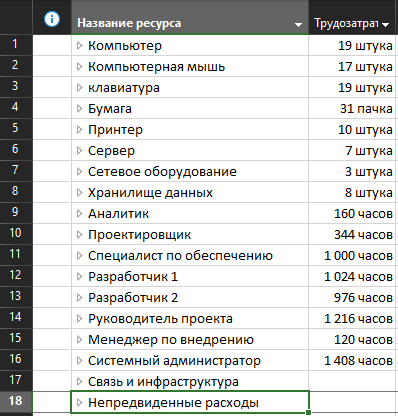 Название ресурса Трудозатрат
1 Компьютер 19 штука
2 Компьютерная мышь 17 штука
3 клавиатура 19 штука
4 Бумага 31 пачка
5 Принтер 10 штука
6 Сервер 7 штука
7 Сетевое оборудование 3 штука
8 Хранилище данных 8 штука
9 Аналитик 160 часов
10 Проектировщик 344 часов
11 Специалист по обеспечению 1 000 часов
12 Разработчик 1 1 024 часов
13 Разработчик 2 976 часов
14 Руководитель проекта 1 216 часов
15 Менеджер по внедрению 120 часов
16 Системный администратор 1 408 часов
17 Связь и инфраструктура
18 Непредвиденные расходы